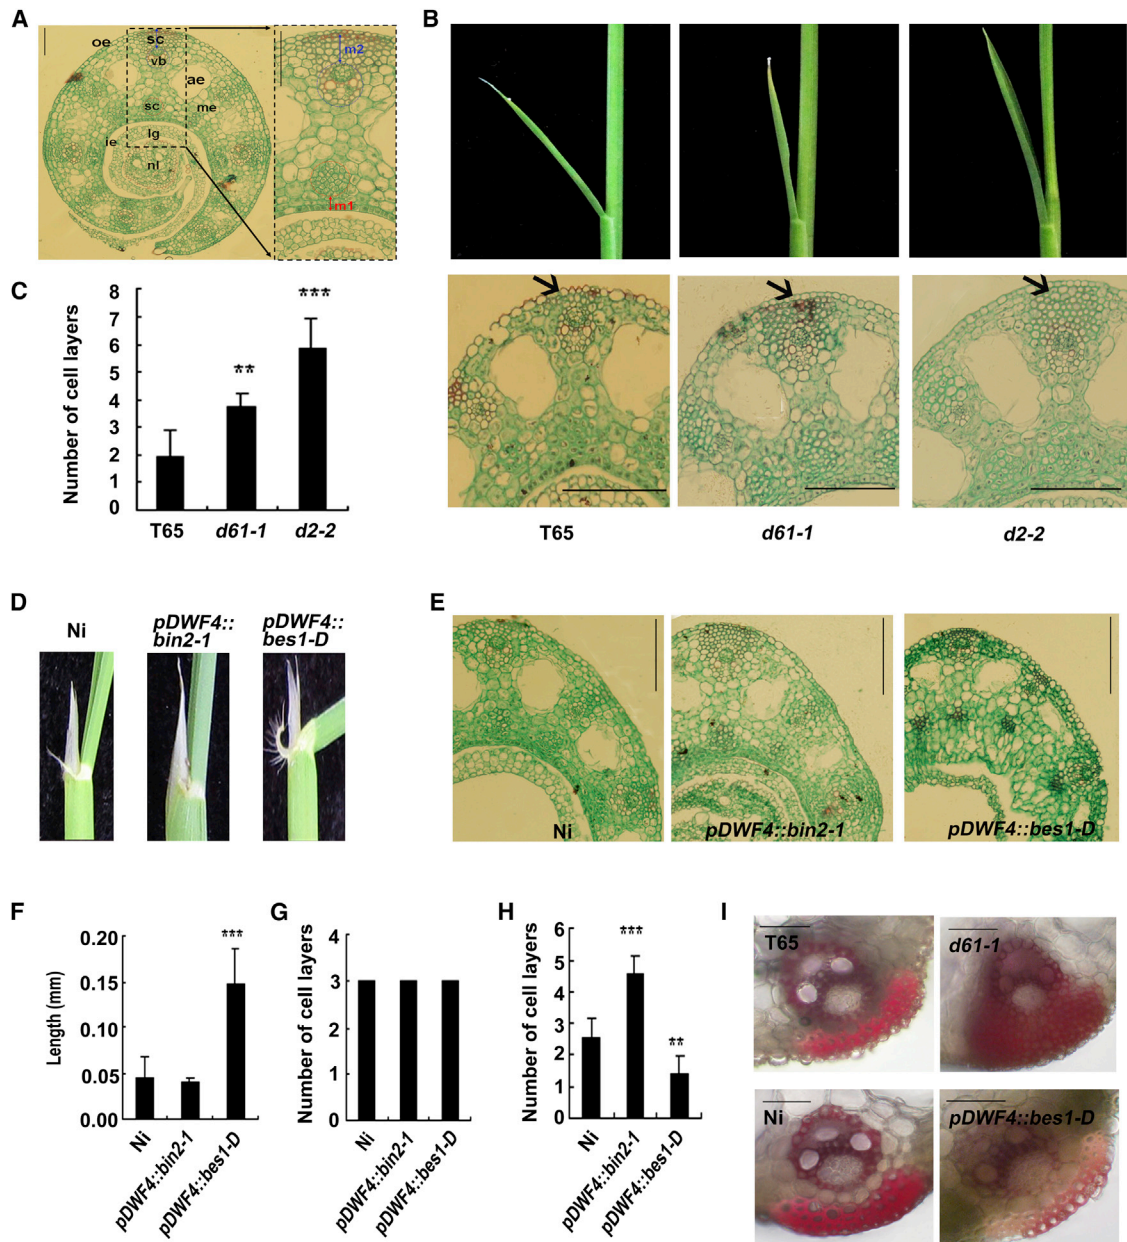 A
oe
sc
vb
ae
sc
me
ie
lg
nl
m2
m1
B
T65
d61-1
d2-2
C
Number of cell layers
8
7
6
5
4
3
2
1
0
**
***
T65
d61-1
d2-2
D
Ni
pDWF4::
bin2-1
pDWF4::
bes1-D
E
Ni
pDWF4::bin2-1
pDWF4::bes1-D
F
Length (mm)
0.20
0.15
0.10
0.05
0.00
***
Ni
pDWF4::bin2-1
pDWF4::bes1-D
G
Number of cell layers
4
3
2
1
0
Ni
pDWF4::bin2-1
pDWF4::bes1-D
H
Number of cell layers
6
5
4
3
2
1
0
***
**
Ni
pDWF4::bin2-1
pDWF4::bes1-D
I
T65
d61-1
Ni
pDWF4::bes1-D